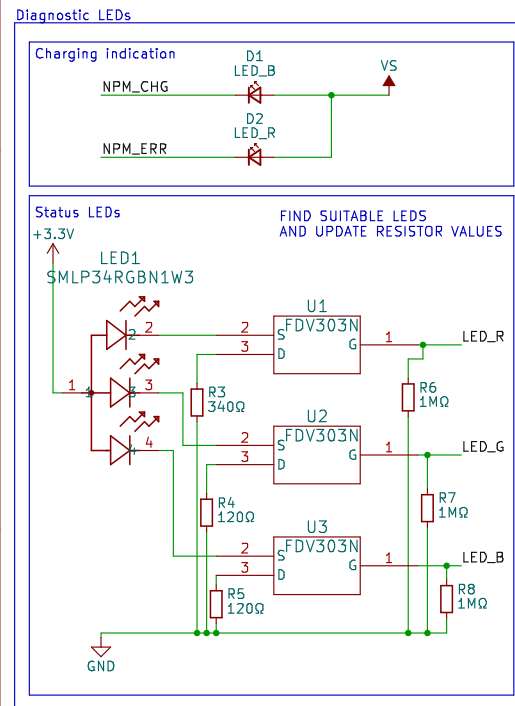 Diagnostic LEDs
Charging indication
D1
LED_B
VS
NPM_CHG
D2
LED_R
NPM_ERR
Status LEDs
FIND SUITABLE LEDS
AND UPDATE RESISTOR VALUES
+3.3V
LED1
SMLP34RGBN1W3
U1
FDV303N
2 2 2 S G 1 LED_R
3 D
R6
1MΩ
1 1 3 3
R3
340Ω
U2
FDV303N
4 4 2 S G 1 LED_G
3 D
R7
1MΩ
R4
120Ω
U3
FDV303N
2 S G 1 LED_B
3 D
R5
120Ω
R8
1MΩ
GND